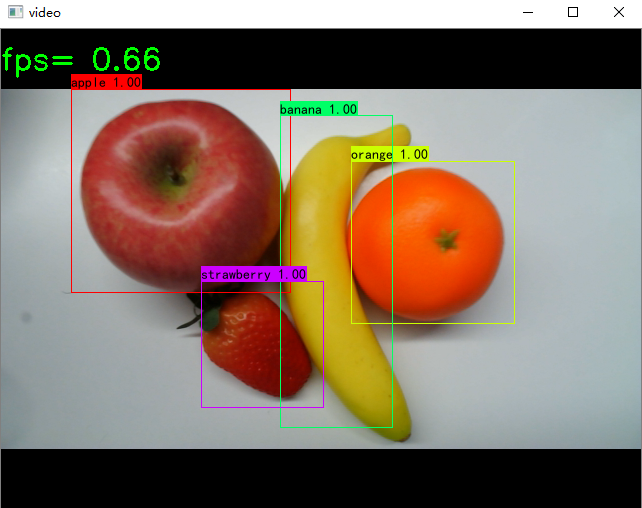 video
fps= 0.66
apple 1.00
banana 1.00
orange 1.00
strawberry 1.00